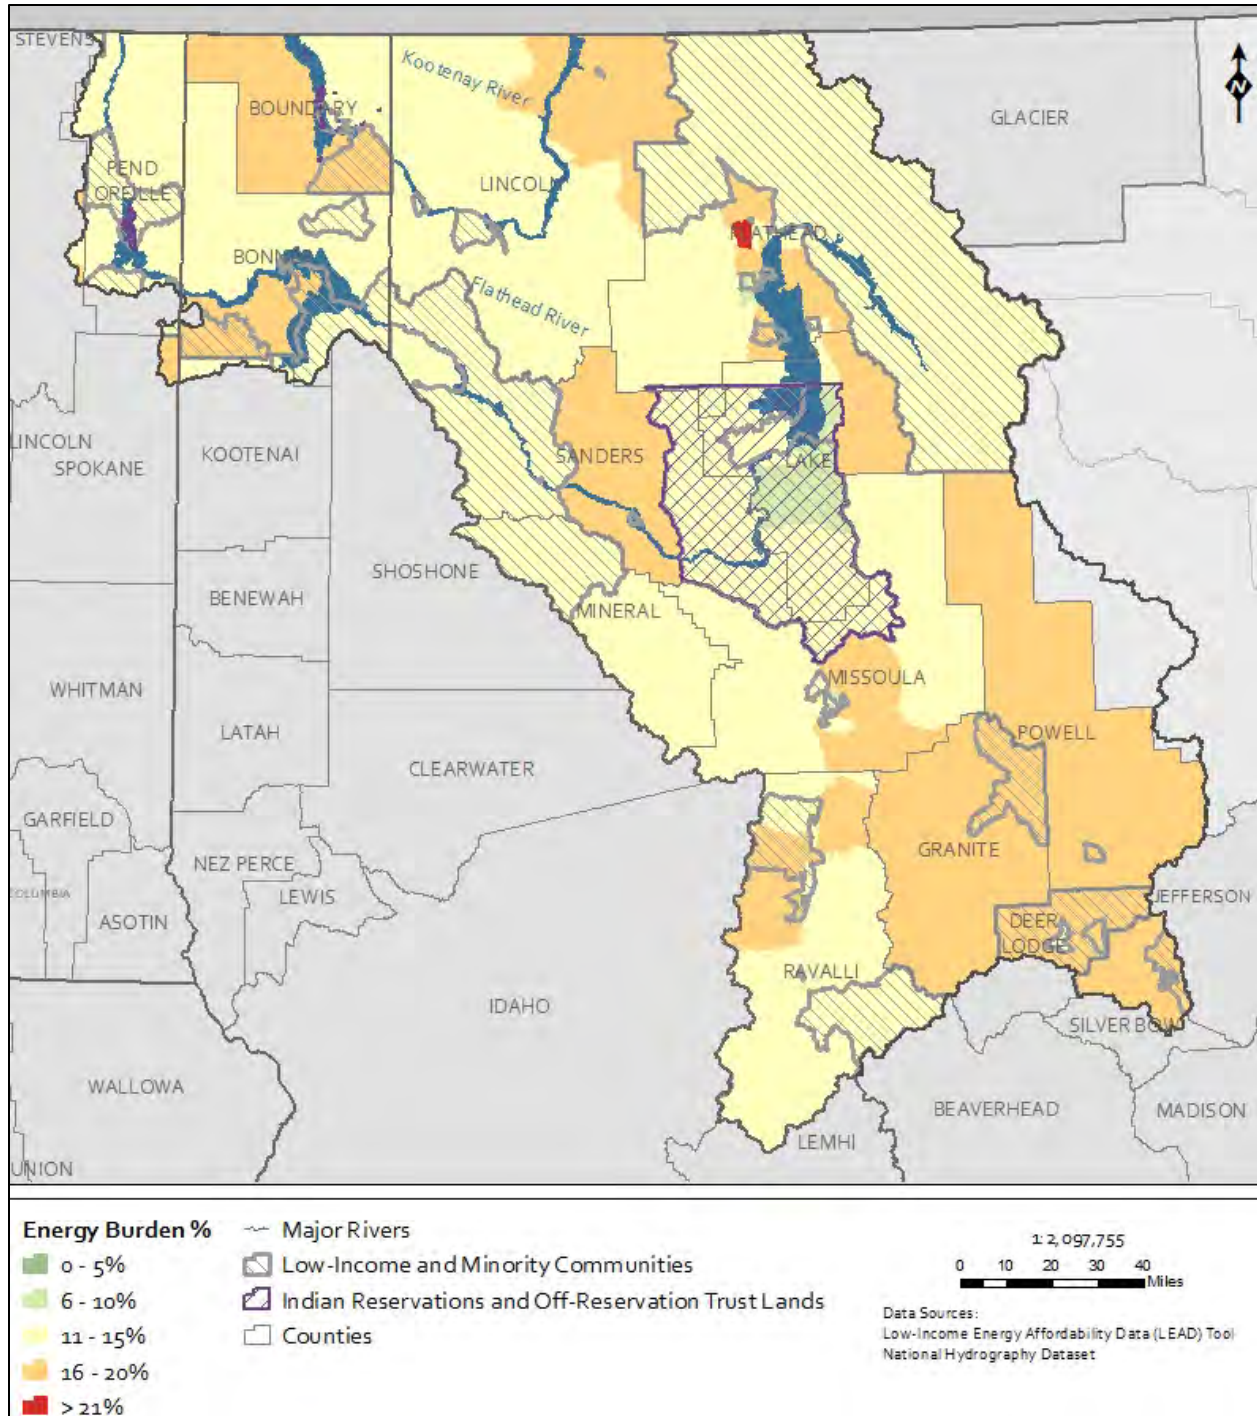 STEVENS
N
Kootenay River
BOUNDARY
GLACIER
PEND
OREILLE
LINCOLN
FLATHEAD
BONNER
Flathead River
LINCOLN
SPOKANE
KOOTENAI
SANDERS
LAKE
SHOSHONE
BENEWAH
MINERAL
WHITMAN
MISSOULA
LATAH
POWELL
CLEARWATER
GARFIELD
GRANITE
NEZ PERCE
COLUMBIA
LEWIS
JEFFERSON
ASOTIN
DEER
LODGE
RAVALLI
IDAHO
SILVER BOW
WALLOWA
BEAVERHEAD
MADISON
LEMHI
UNION
Energy Burden %
0 - 5%
6 - 10%
11 - 15%
16 - 20%
> 21%
Major Rivers
Low-Income and Minority Communities
Indian Reservations and Off-Reservation Trust Lands
Counties
1:2,097,755
0 10 20 30 40
Miles
Data Sources:
Low-Income Energy Affordability Data (LEAD) Tool
National Hydrography Dataset